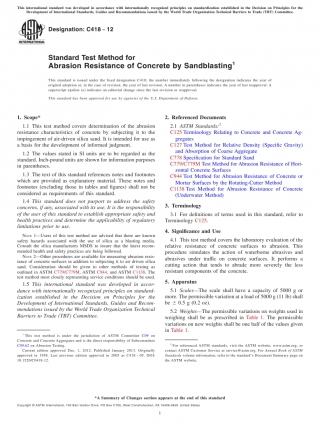 This international standard was developed in accordance with internationally recognized principles on standardization established in the Decision on Principles for the
Development of International Standards, Guides and Recommendations issued by the World Trade Organization Technical Barriers to Trade (TBT) Committee.
Designation: C418 − 12
INTERNATIONAL
Standard Test Method for
Abrasion Resistance of Concrete by Sandblasting1
This standard is issued under the fixed designation C418; the number immediately following the designation indicates the year of
original adoption or, in the case of revision, the year of last revision. A number in parentheses indicates the year of last reapproval. A
superscript epsilon (ε) indicates an editorial change since the last revision or reapproval.
This standard has been approved for use by agencies of the U.S. Department of Defense.
1. Scope*
1.1 This test method covers determination of the abrasion
resistance characteristics of concrete by subjecting it to the
impingement of air-driven silica sand. It is intended for use as
a basis for the development of informed judgment.
1.2 The values stated in SI units are to be regarded as the
standard. Inch-pound units are shown for information purposes
in parentheses.
1.3 The text of this standard references notes and footnotes
which are provided as explanatory material. These notes and
footnotes (excluding those in tables and figures) shall not be
considered as requirements of this standard.
1.4 This standard does not purport to address the safety
concerns, if any, associated with its use. It is the responsibility
of the user of this standard to establish appropriate safety and
health practices and determine the applicability of regulatory
limitations prior to use.
NOTE 1—Users of this test method are advised that there are known
safety hazards associated with the use of silica as a blasting media.
Consult the silica manufacturers MSDS to insure that the latest recom-
mended health and safety practices are being followed.
NOTE 2—Other procedures are available for measuring abrasion resis-
tance of concrete surfaces in addition to subjecting it to air driven silica
sand. Consideration should be given to test methods outlined as
outlined in ASTM C779/C779M, ASTM C944, and ASTM C1138. The
test method most closely representing service conditions should be used.
1.5 This international standard was developed in accor-
dance with internationally recognized principles on standard-
ization established in the Decision on Principles for the
Development of International Standards, Guides and Recom-
mendations issued by the World Trade Organization Technical
Barriers to Trade (TBT) Committee.
1 This test method is under the jurisdiction of ASTM Committee C09 on
Concrete and Concrete Aggregates and is the direct responsibility of Subcommittee
C09.62 on Abrasion Testing.
Current edition approved Dec. 1, 2012. Published January 2013. Originally
approved in 1958. Last previous edition approved in 2005 as C418 – 05. DOI:
10.1520/C0418-12.
2. Referenced Documents
2.1 ASTM Standards:2
C125 Terminology Relating to Concrete and Concrete Ag-
gregates
C127 Test Method for Relative Density (Specific Gravity)
and Absorption of Coarse Aggregate
C778 Specification for Standard Sand
C779/C779M Test Method for Abrasion Resistance of Hori-
zontal Concrete Surfaces
C944 Test Method for Abrasion Resistance of Concrete or
Mortar Surfaces by the Rotating-Cutter Method
C1138 Test Method for Abrasion Resistance of Concrete
(Underwater Method)
3. Terminology
3.1 For definitions of terms used in this standard, refer to
Terminology C125.
4. Significance and Use
4.1 This test method covers the laboratory evaluation of the
relative resistance of concrete surfaces to abrasion. This
procedure simulates the action of waterborne abrasives and
abrasives under traffic on concrete surfaces. It performs a
cutting action that tends to abrade more severely the less
resistant components of the concrete.
5. Apparatus
5.1 Scales—The scale shall have a capacity of 5000 g or
more. The permissible variation at a load of 5000 g (11 lb) shall
be ± 0.5 g (0.2 oz).
5.2 Weights—The permissible variations on weights used in
weighing shall be as prescribed in Table 1. The permissible
variations on new weights shall be one half of the values given
in Table 1.
2 For referenced ASTM standards, visit the ASTM website, www.astm.org, or
contact ASTM Customer Service at service@astm.org. For Annual Book of ASTM
Standards volume information, refer to the standard's Document Summary page on
the ASTM website.
*A Summary of Changes section appears at the end of this standard
Copyright © ASTM International, 100 Barr Harbor Drive, PO Box C700, West Conshohocken, PA 19428-2959. United States
1